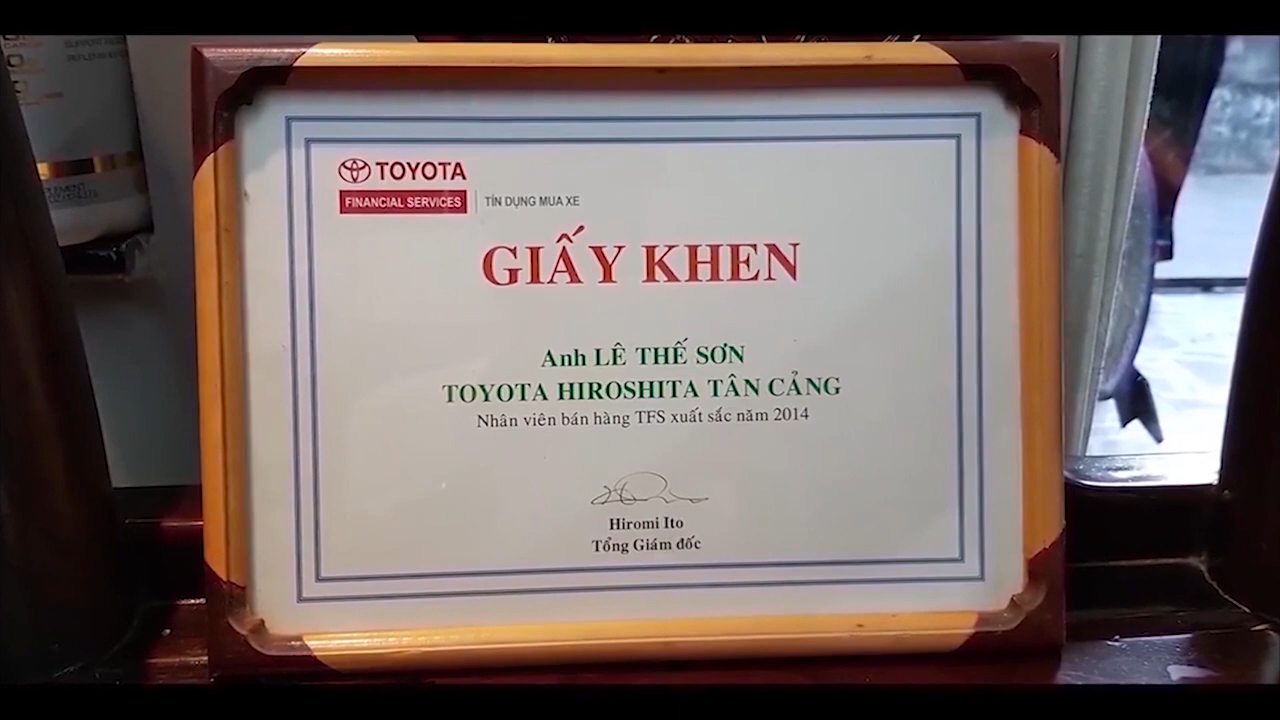 TOYOTA
FINANCIAL SERVICES
TÍN DỤNG MUA XE
GIẤY KHEN
Anh LÊ THẾ SƠN
TOYOTA HIROSHITA TÂN CẢNG
Nhân viên bán hàng TFS xuất sắc năm 2014
Hiromi Ito
Tổng Giám đốc